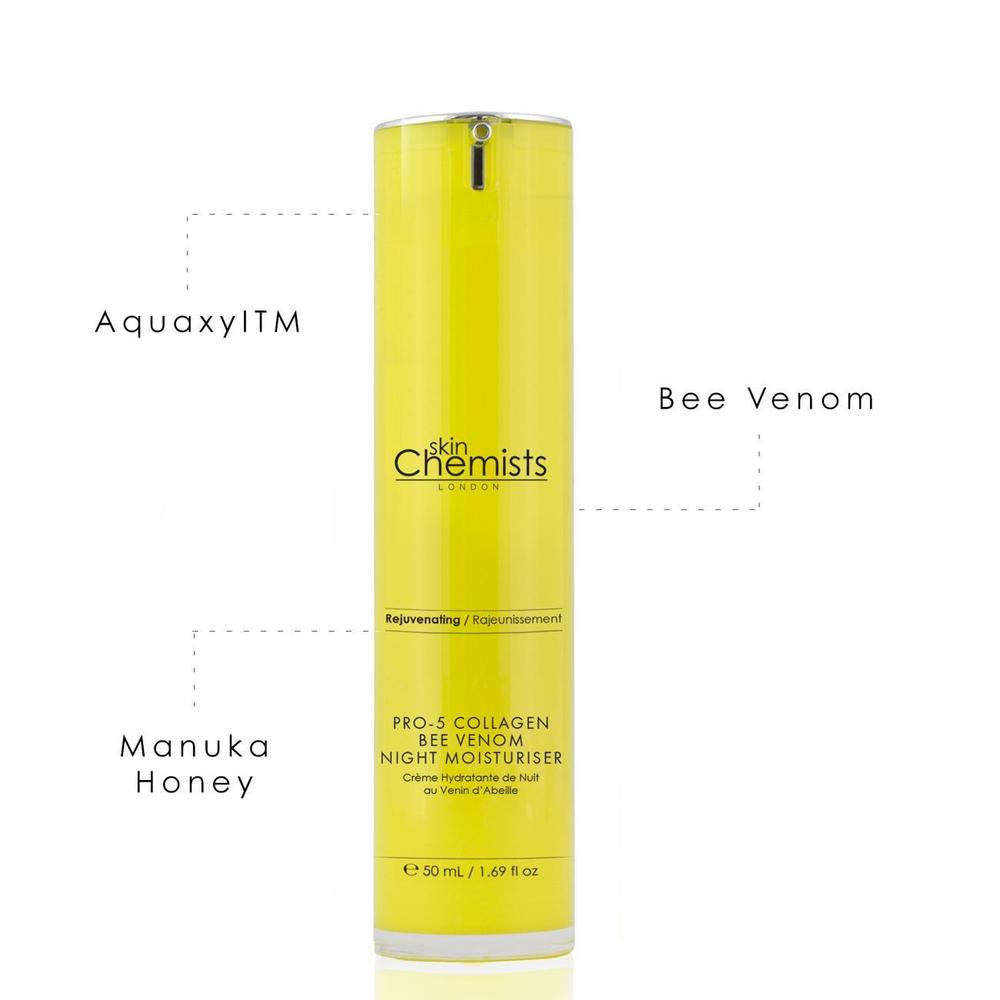 AquaxylTM
Bee Venom
skin
Chemists
LONDON
Rejuvenating / Rajeunissement
Manuka
Honey
PRO-5 COLLAGEN
BEE VENOM
NIGHT MOISTURISER
Crème Hydratante de Nuit
au Venin d'Abeille
℮ 50 mL / 1.69 fl oz